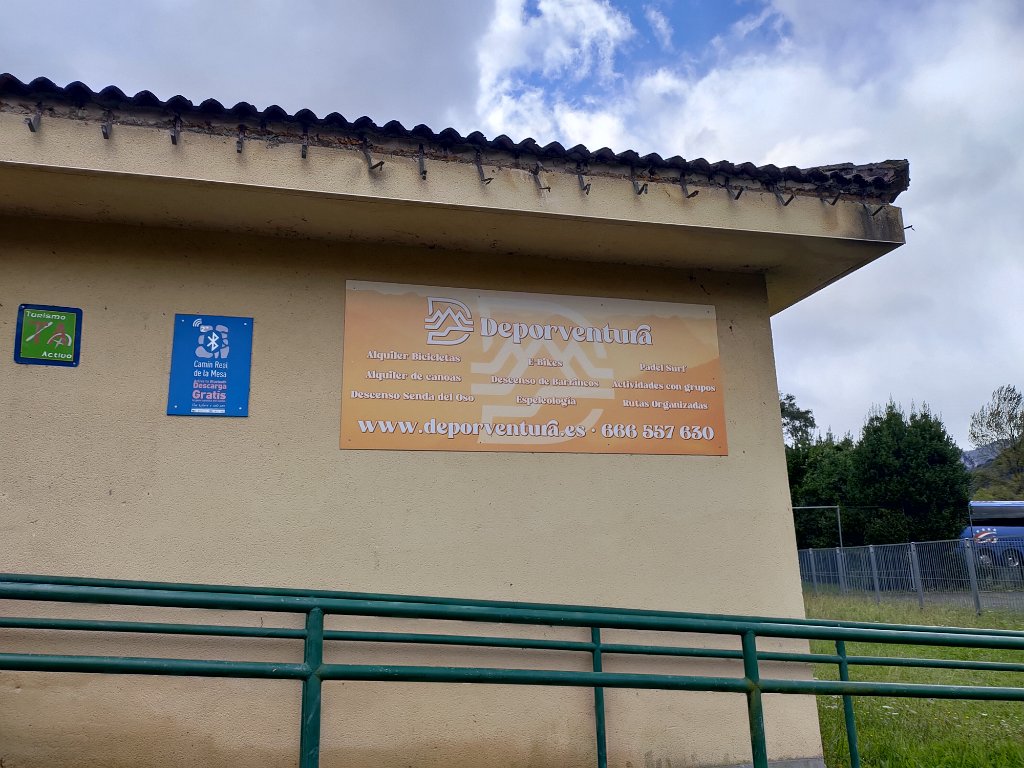 Turismo
TA
Activo
Camín Real
de la Mesa
Descarga
Gratis
Deporventura
Alquiler Bicicletas
Alquiler de canoas
Descenso Senda del Oso
E-Bikes
Descenso de Barrancos
Espeleología
Padel Surf
Actividades con grupos
Rutas Organizadas
www.deporventura.es · 666 557 630